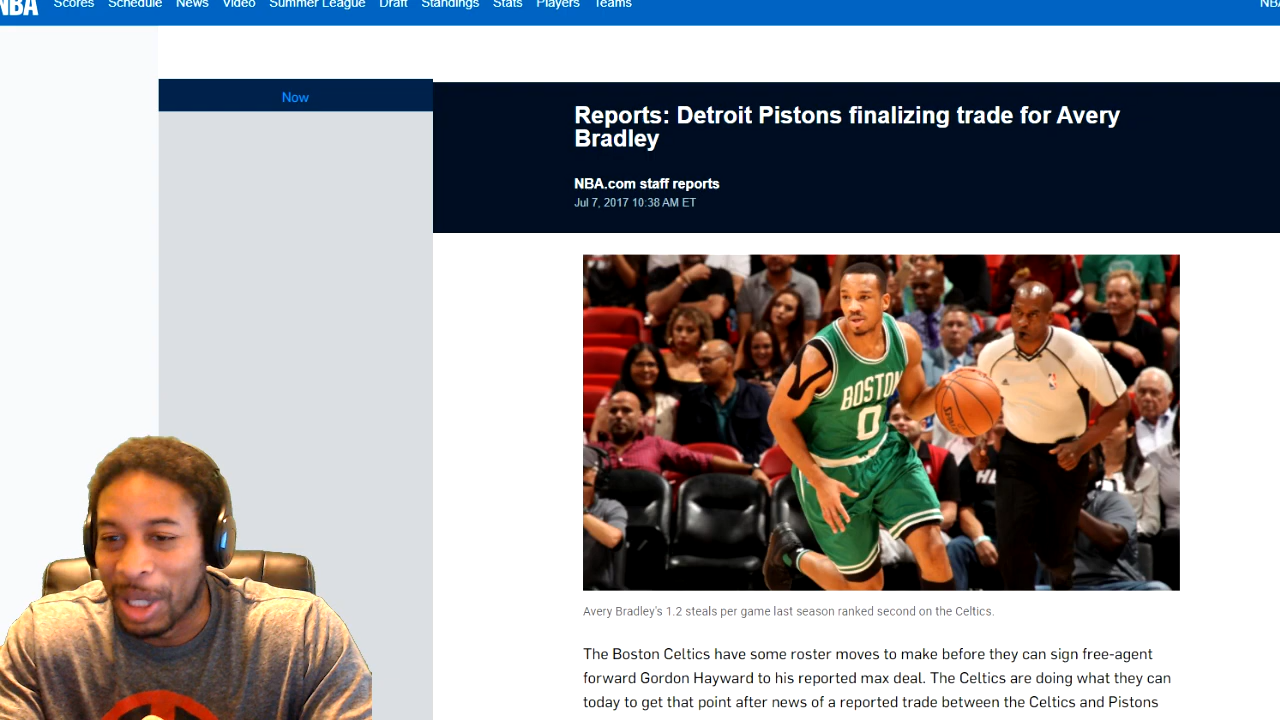 NBA Scores Schedule News Video Summer League Draft Standings Stats Players Teams
Now
Reports: Detroit Pistons finalizing trade for Avery
Bradley
NBA.com staff reports
Jul 7, 2017 10:38 AM ET
BOSTON
0
Avery Bradley's 1.2 steals per game last season ranked second on the Celtics.
The Boston Celtics have some roster moves to make before they can sign free-agent
forward Gordon Hayward to his reported max deal. The Celtics are doing what they can
today to get that point after news of a reported trade between the Celtics and Pistons